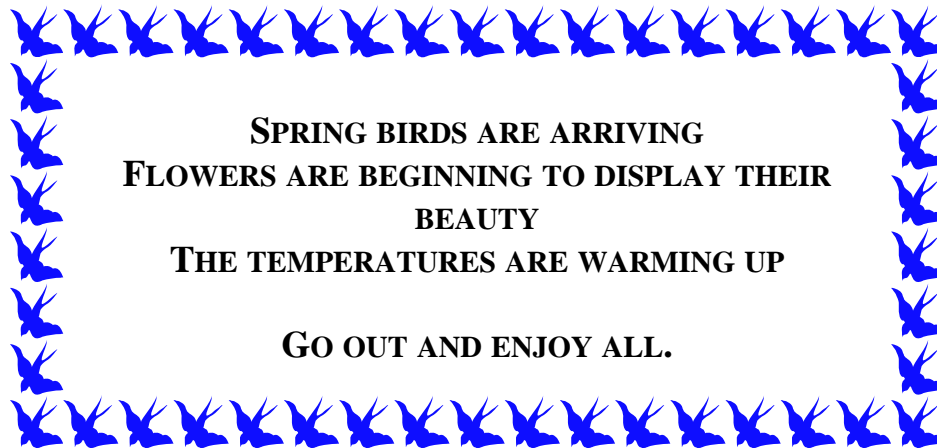 Spring birds are arriving
Flowers are beginning to display their
beauty
The temperatures are warming up
Go out and enjoy all.